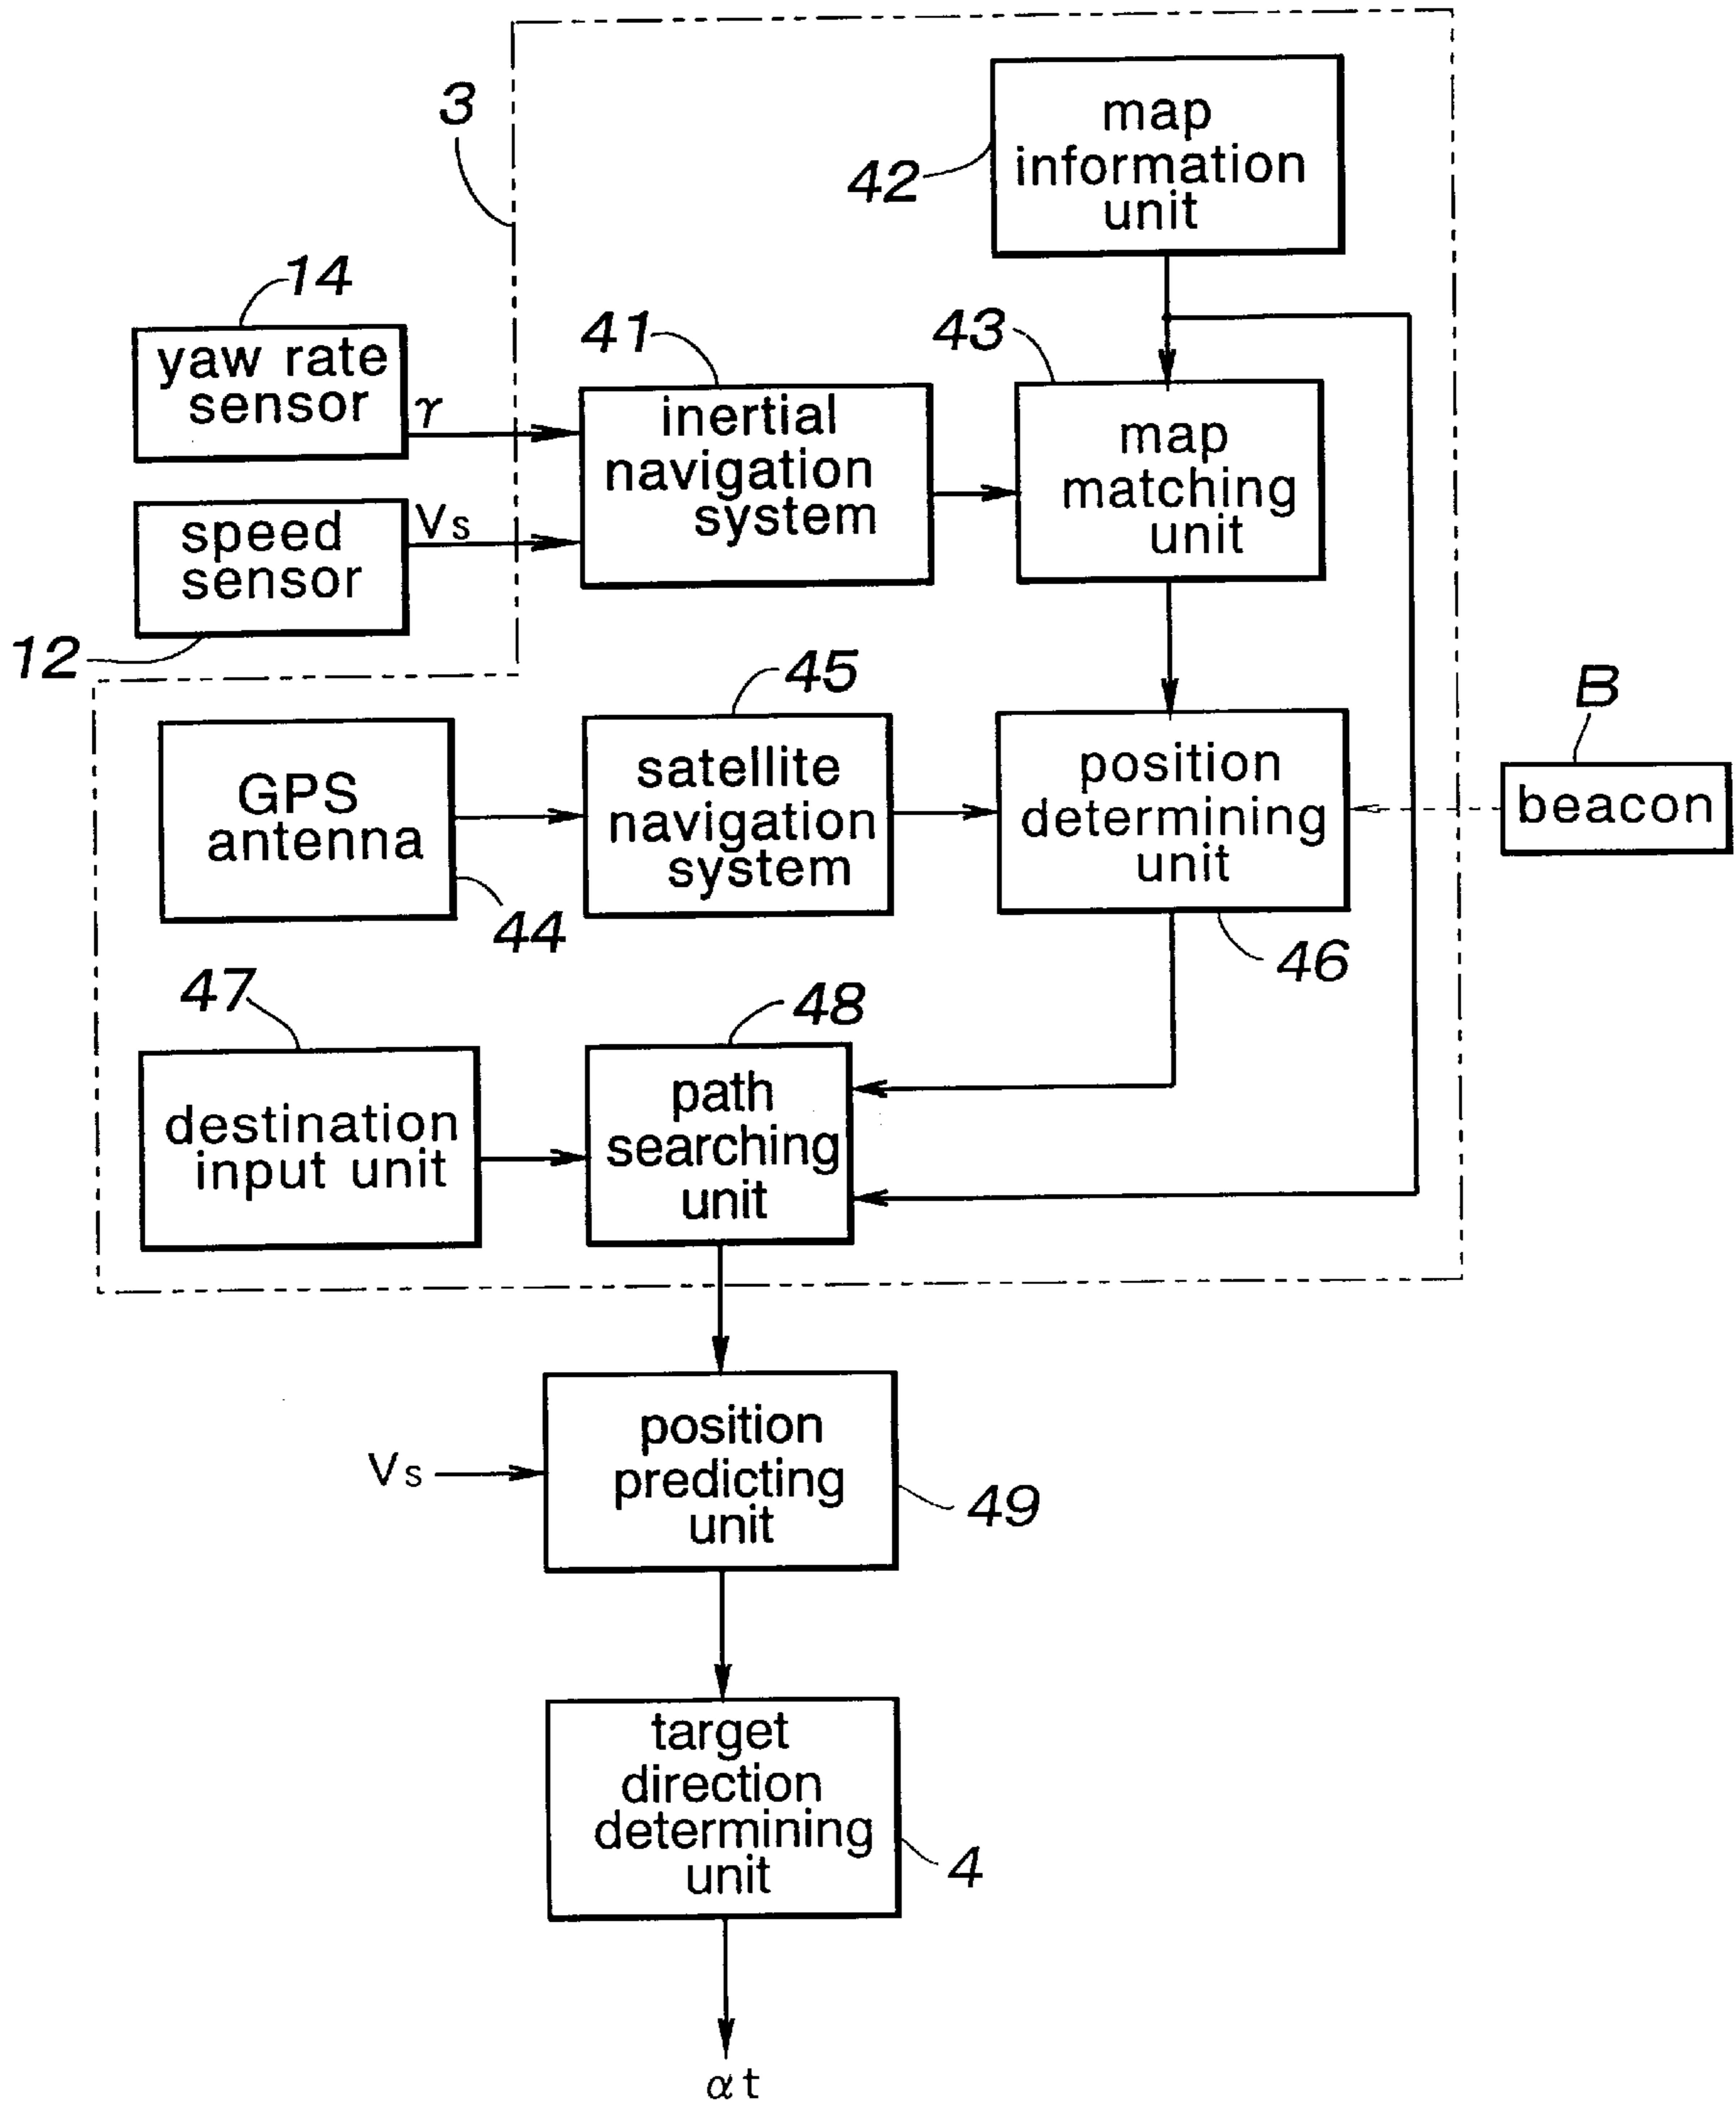 3
42
map
information
unit
14
yaw rate
sensor
γ
41
inertial
navigation
system
43
map
matching
unit
speed
sensor
Vs
12
45
GPS
antenna
44
satellite
navigation
system
position
determining
unit
46
B
beacon
47
destination
input unit
48
path
searching
unit
Vs
position
predicting
unit
49
target
direction
determining
unit
4
αt